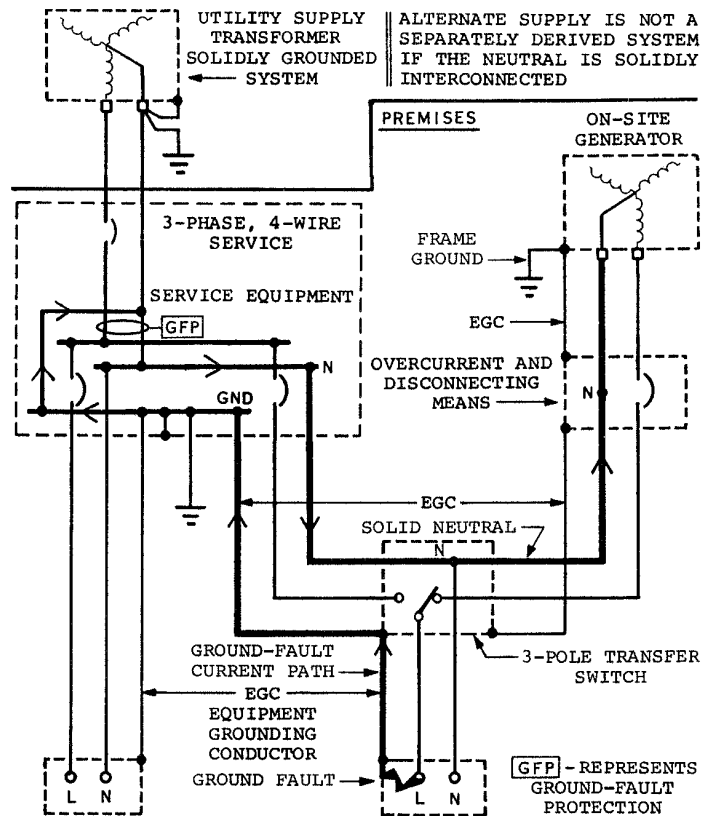 UTILITY SUPPLY
TRANSFORMER
SOLIDLY GROUNDED
SYSTEM
ALTERNATE SUPPLY IS NOT A
SEPARATELY DERIVED SYSTEM
IF THE NEUTRAL IS SOLIDLY
INTERCONNECTED
PREMISES
ON-SITE
GENERATOR
3-PHASE, 4-WIRE
SERVICE
FRAME
GROUND
SERVICE EQUIPMENT
GFP
EGC
N
OVERCURRENT AND
DISCONNECTING
MEANS
N
GND
EGC
SOLID NEUTRAL
N
GROUND-FAULT
CURRENT PATH
3-POLE TRANSFER
SWITCH
EGC
EQUIPMENT
GROUNDING
CONDUCTOR
GROUND FAULT
L N
L N
GFP - REPRESENTS
GROUND-FAULT
PROTECTION